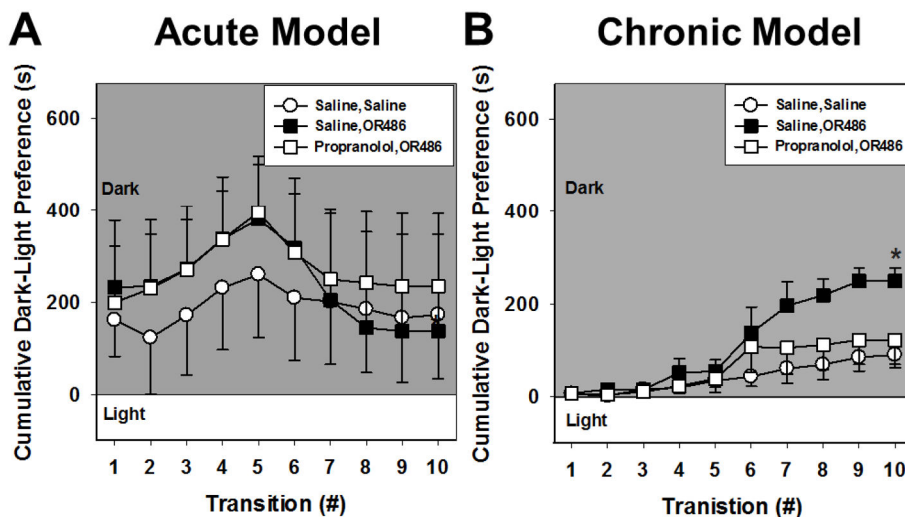 A Acute Model
Cumulative Dark-Light Preference (s)
600
400
200
0
Dark
Light
Saline,Saline
Saline,OR486
Propranolol,OR486
1 2 3 4 5 6 7 8 9 10
Transition (#)
B Chronic Model
Cumulative Dark-Light Preference (s)
600
400
200
0
Dark
Light
Saline,Saline
Saline,OR486
Propranolol,OR486
*
1 2 3 4 5 6 7 8 9 10
Tranistion (#)